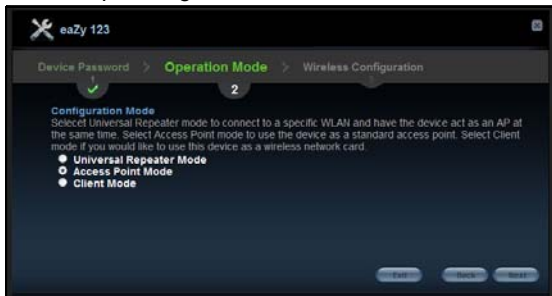 eaZy 123
Device Password > Operation Mode > Wireless Configuration
2
Configuration Mode
Selecet Universal Repeater mode to connect to a specific WLAN and have the device act as an AP at
the same time. Select Access Point mode to use the device as a standard access point. Select Client
mode if you would like to use this device as a wireless network card.
Universal Repeater Mode
Access Point Mode
Client Mode
Exit Back Next